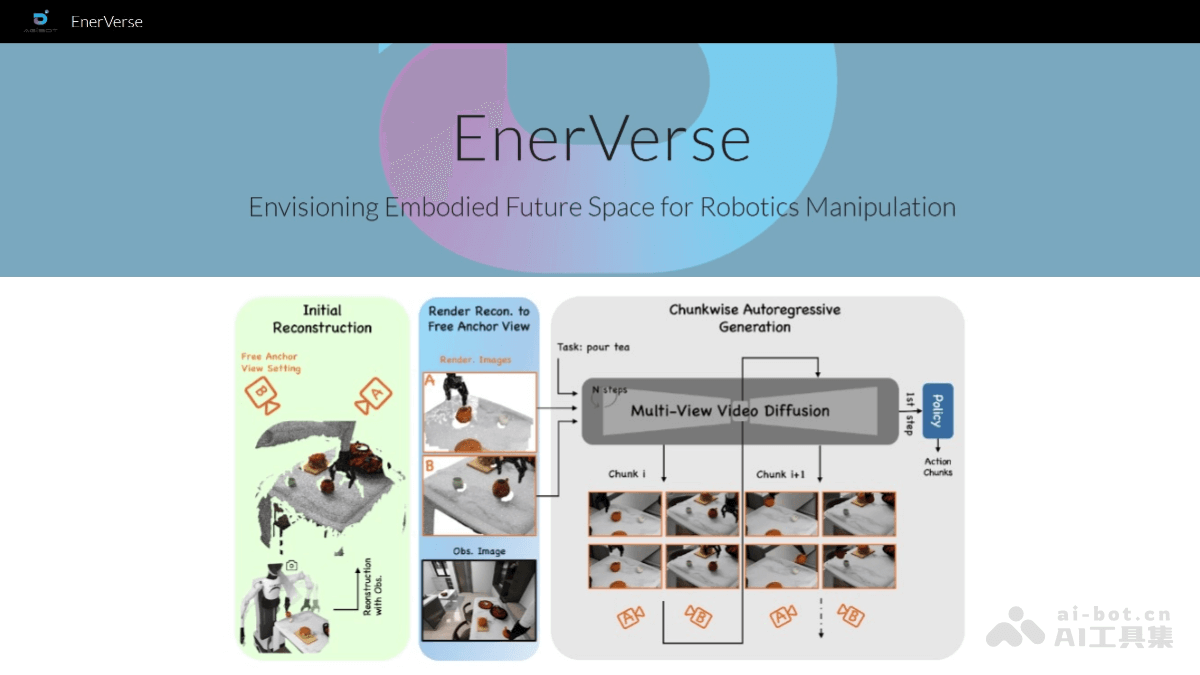 AGIBOT
EnerVerse
EnerVerse
Envisioning Embodied Future Space for Robotics Manipulation
Initial
Reconstruction
Free Anchor
View Setting
B
A
Reonstruction
with Obs.
Render Recon. to
Free Anchor View
Render. Images
A
B
Obs. Image
Chunkwise Autoregressive
Generation
Task: pour tea
N steps
Multi-View Video Diffusion
1st step
Policy
Action
Chunks
Chunk i
Chunk i+1
A
B
A
B
ai-bot.cn
AI工具集